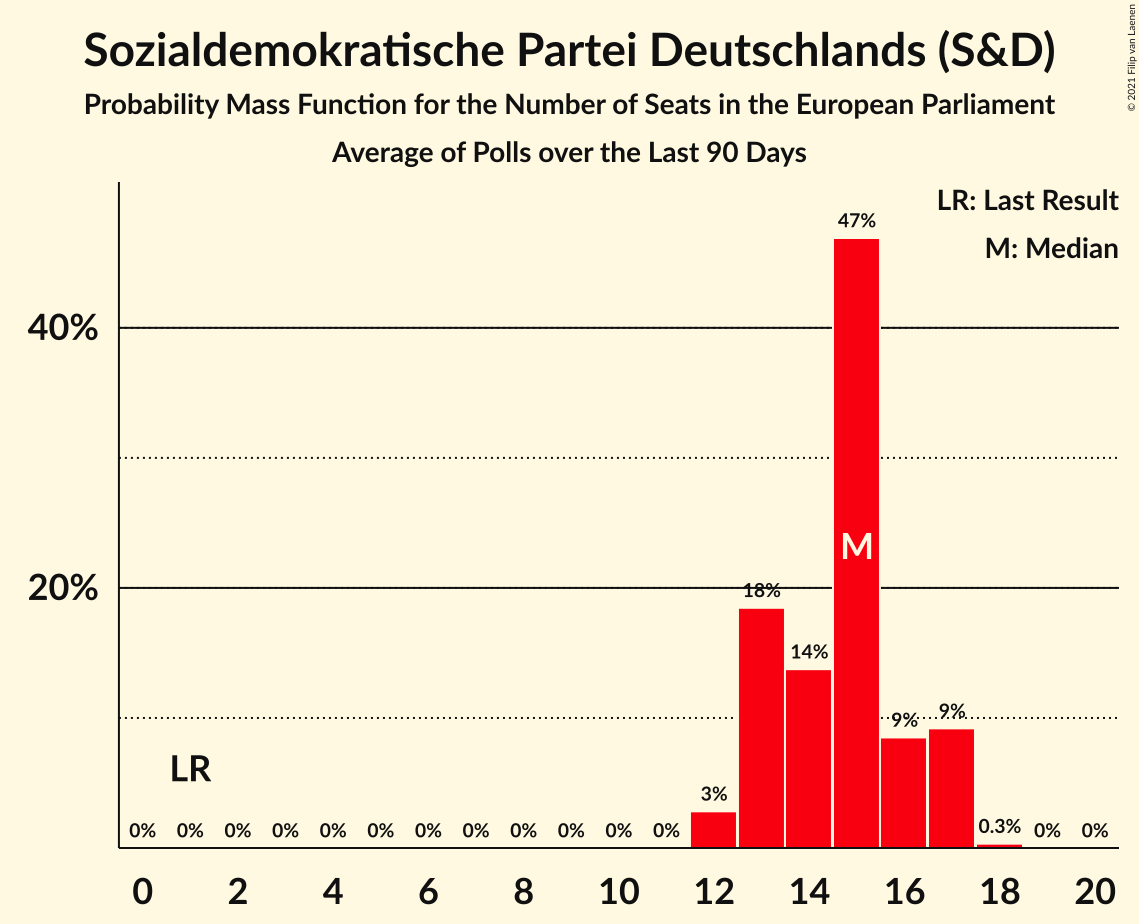 Sozialdemokratische Partei Deutschlands (S&D)
Probability Mass Function for the Number of Seats in the European Parliament
Average of Polls over the Last 90 Days
© 2021 Filip van Laenen
LR: Last Result
M: Median
47%
40%
M
20%
18%
14%
9%
9%
LR
3%
0% 0% 0% 0% 0% 0% 0% 0% 0% 0% 0% 0% 0.3% 0% 0%
0 2 4 6 8 10 12 14 16 18 20